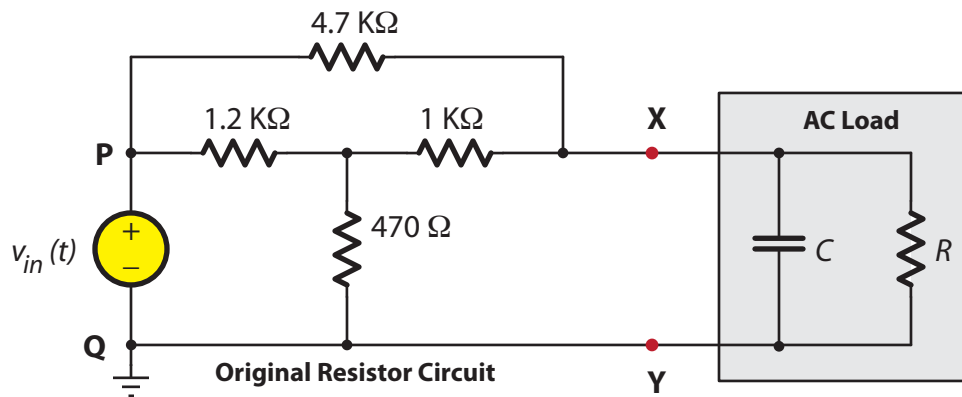 4.7 KΩ
1.2 KΩ
1 KΩ
X
AC Load
P
+
v_in (t)
–
470 Ω
C
R
Q
Original Resistor Circuit
Y